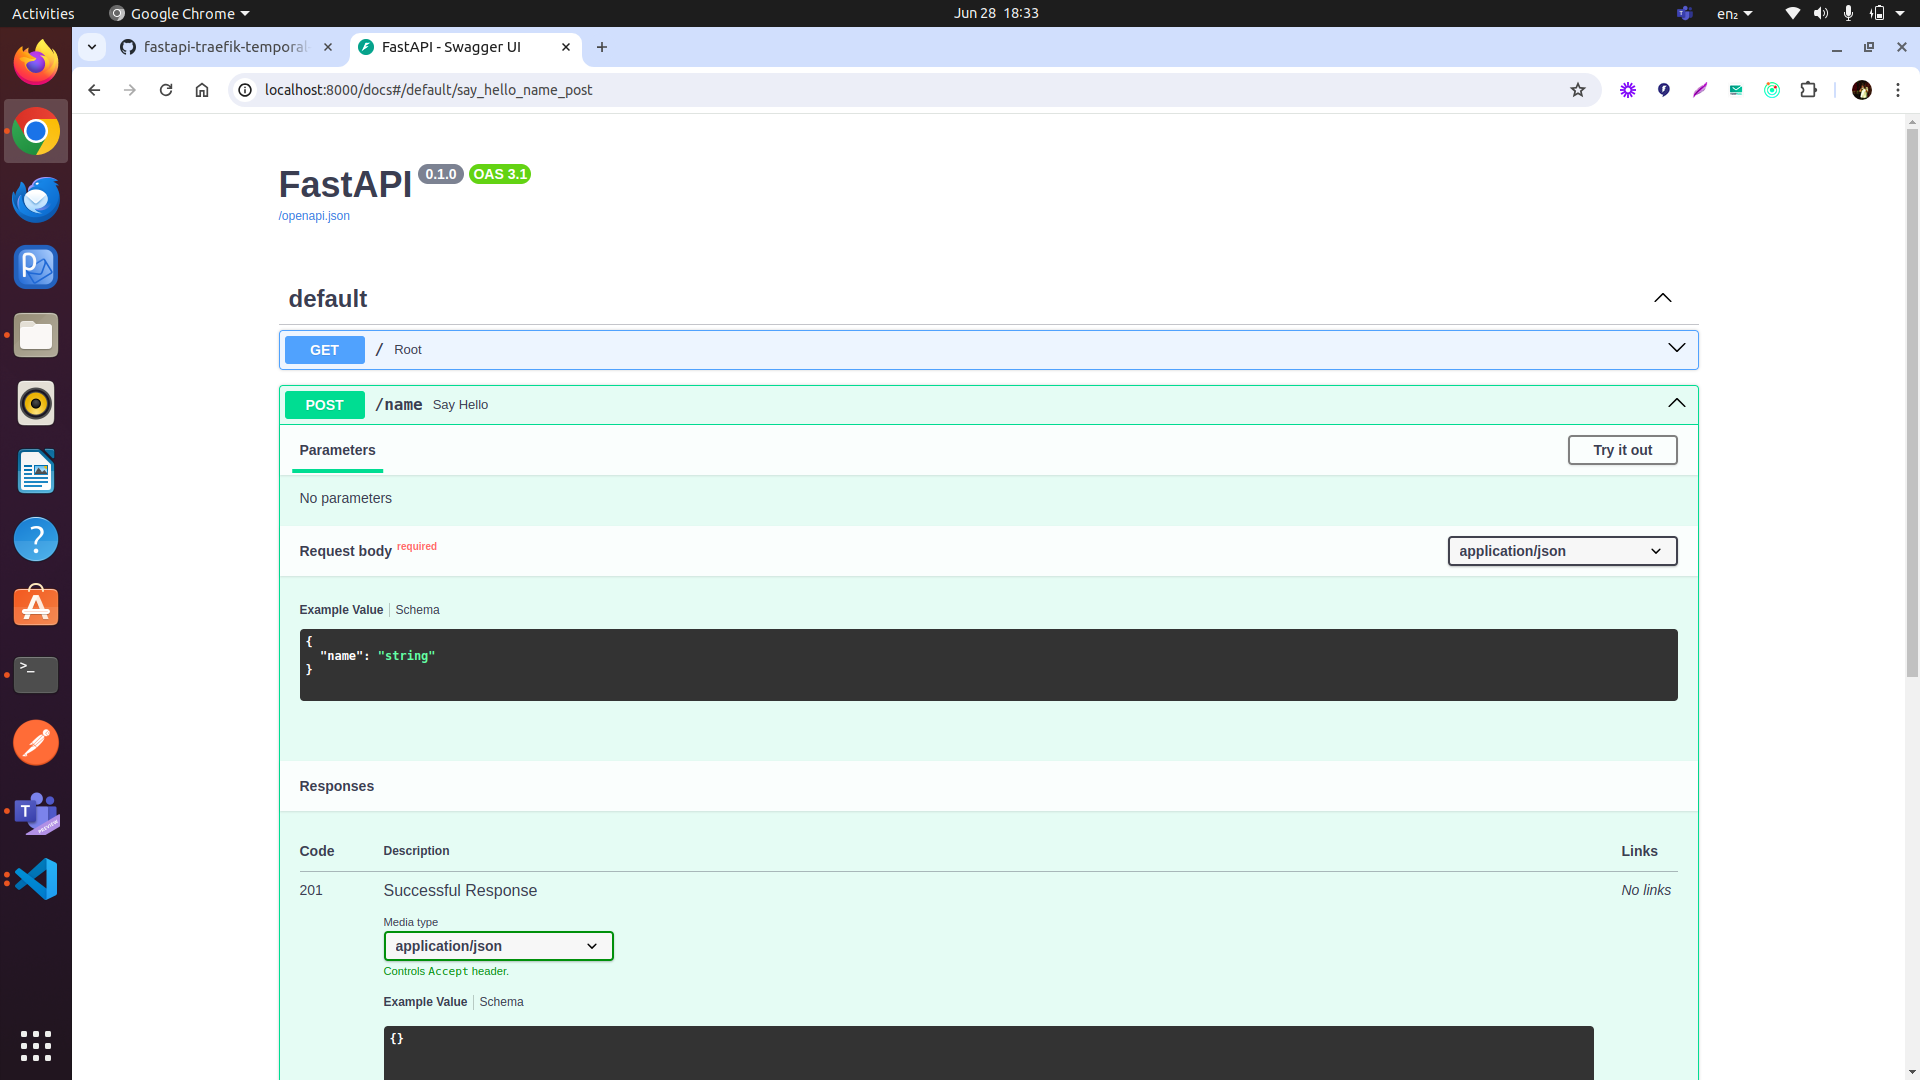 Activities
Google Chrome
Jun 28 18:33
en₂
fastapi-traefik-temporal-
FastAPI - Swagger UI
localhost:8000/docs#/default/say_hello_name_post
FastAPI 0.1.0 OAS 3.1
/openapi.json
default
GET / Root
POST /name Say Hello
Parameters
Try it out
No parameters
Request body required
application/json
Example Value Schema
{
"name": "string"
}
Responses
Code Description Links
201 Successful Response No links
Media type
application/json
Controls Accept header.
Example Value Schema
{}